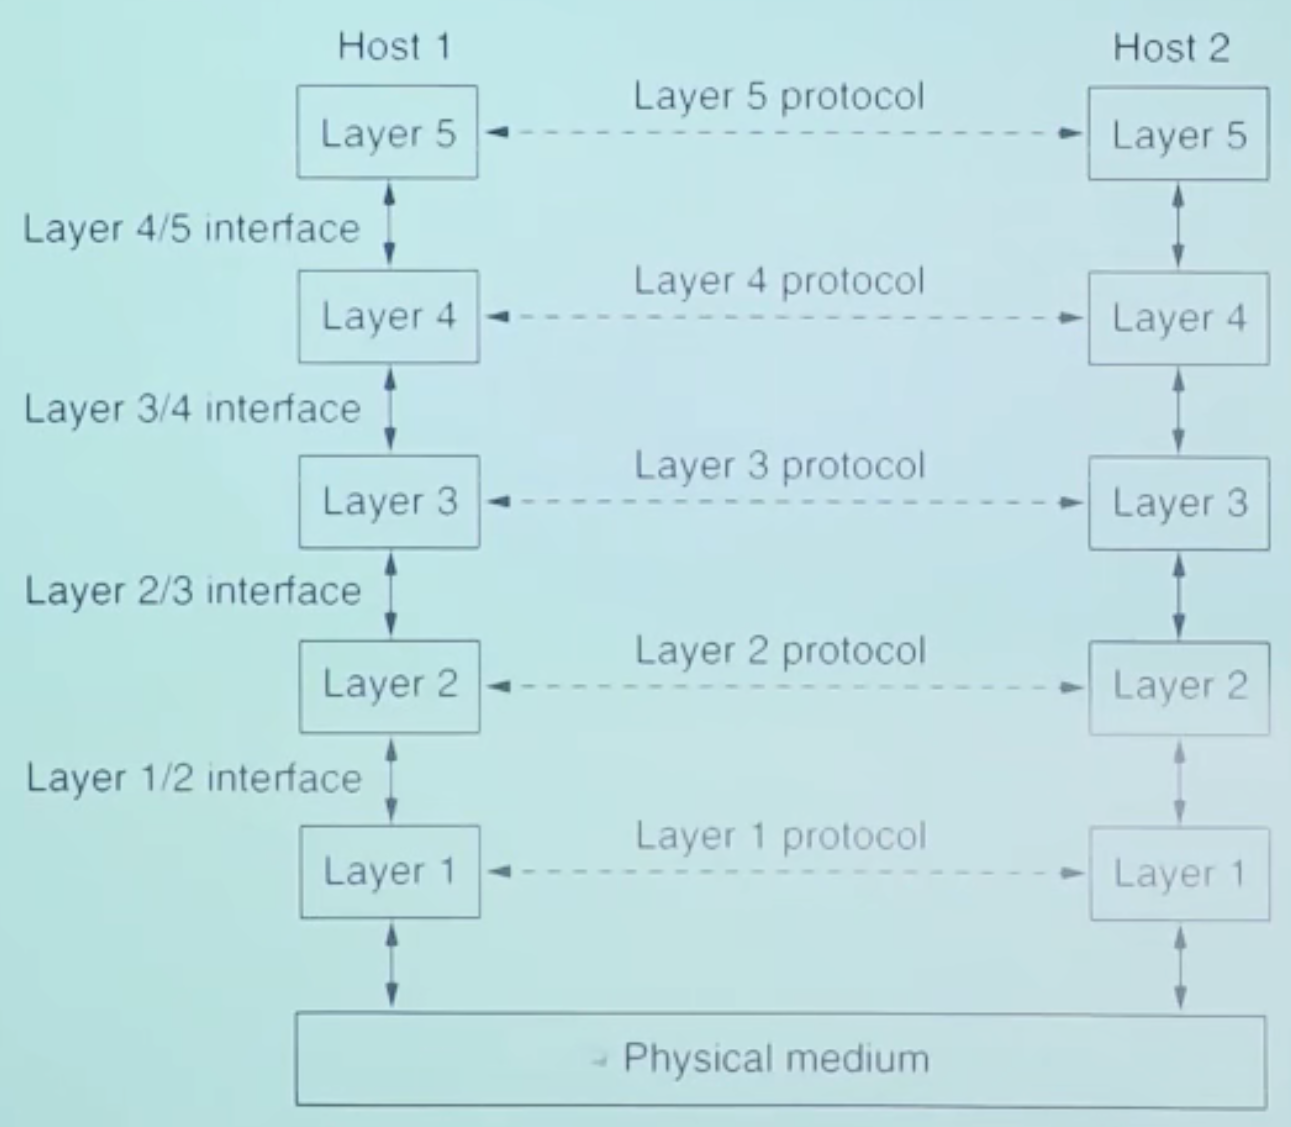 Host 1
Host 2
Layer 5 protocol
Layer 5
Layer 5
Layer 4/5 interface
Layer 4 protocol
Layer 4
Layer 4
Layer 3/4 interface
Layer 3 protocol
Layer 3
Layer 3
Layer 2/3 interface
Layer 2 protocol
Layer 2
Layer 2
Layer 1/2 interface
Layer 1 protocol
Layer 1
Layer 1
Physical medium